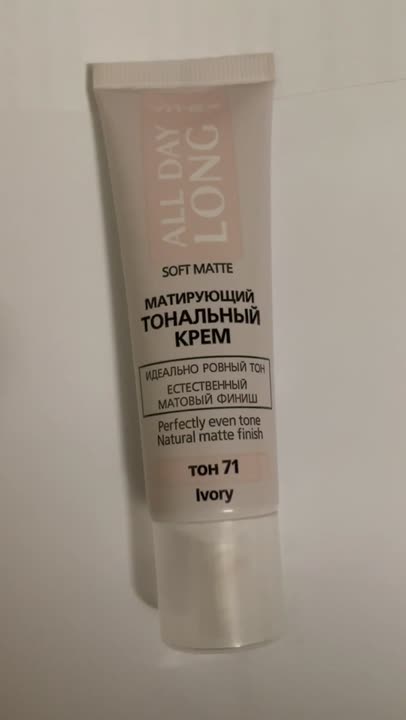 ALL DAY
LONG
SOFT MATTE
МАТИРУЮЩИЙ
ТОНАЛЬНЫЙ
КРЕМ
ИДЕАЛЬНО РОВНЫЙ ТОН
ЕСТЕСТВЕННЫЙ
МАТОВЫЙ ФИНИШ
Perfectly even tone
Natural matte finish
тон 71
Ivory